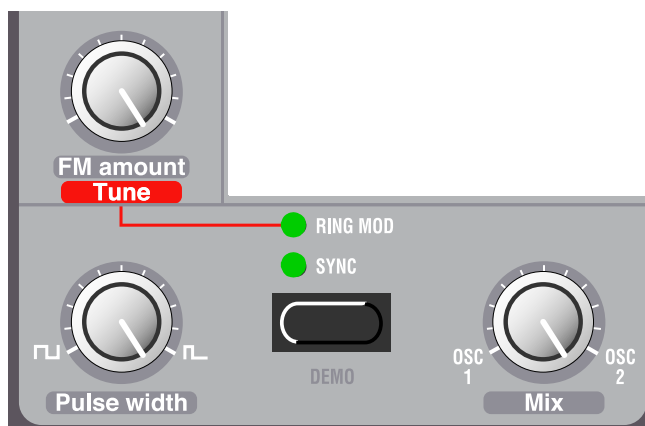 FM amount
Tune
RING MOD
SYNC
OSC
1
OSC
2
DEMO
Pulse width
Mix